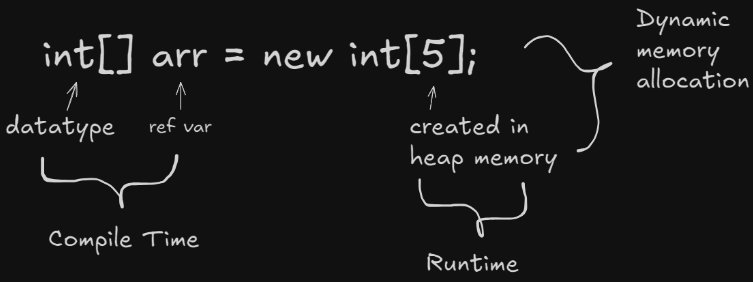 int[] arr = new int[5];
Dynamic
memory
allocation
datatype
ref var
created in
heap memory
Compile Time
Runtime